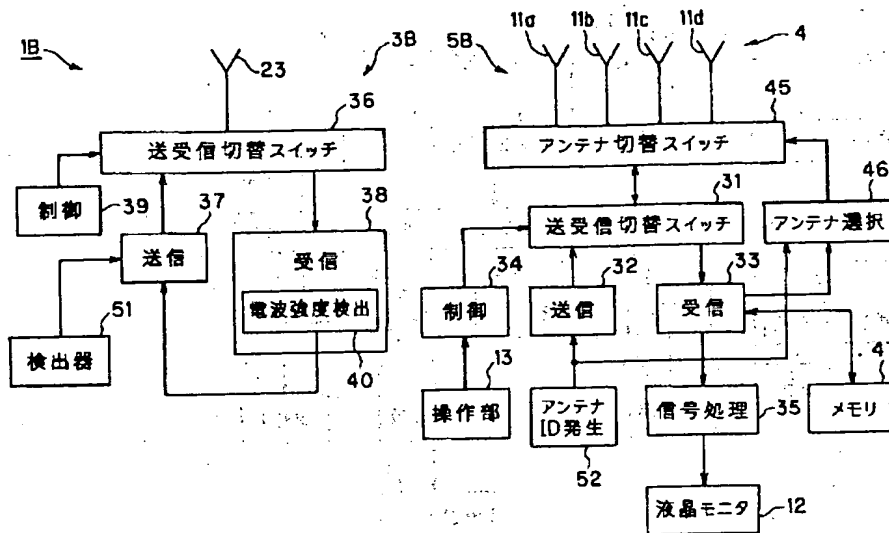 1B
23
3B
36
送受信切替スイッチ
制御
39
37
送信
38
受信
電波強度検出
40
51
検出器
5B
11a
11b
11c
11d
4
45
アンテナ切替スイッチ
31
送受信切替スイッチ
46
アンテナ選択
34
制御
32
送信
33
受信
13
操作部
アンテナ
ID発生
52
信号処理
35
47
メモリ
液晶モニタ
12